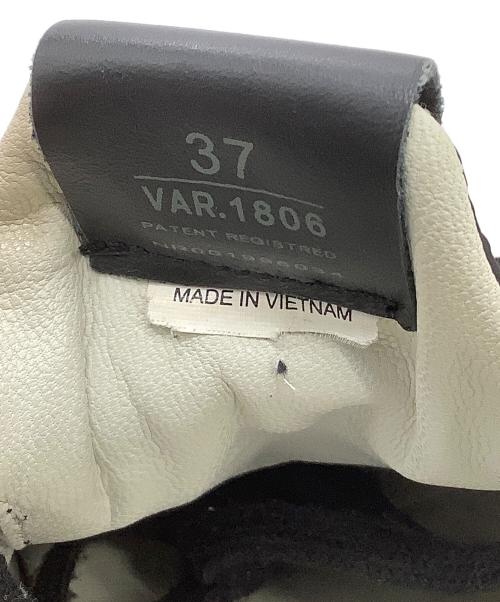 37
VAR.1806
PATENT REGISTRED
MADE IN VIETNAM